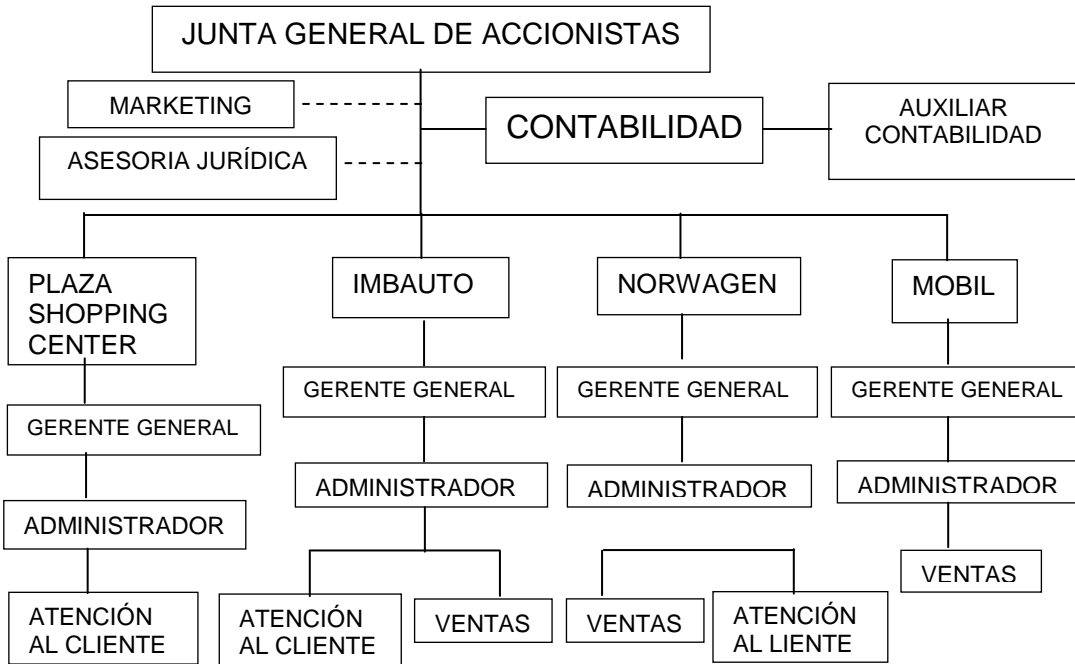 JUNTA GENERAL DE ACCIONISTAS
MARKETING
CONTABILIDAD
AUXILIAR
CONTABILIDAD
ASESORIA JURÍDICA
PLAZA
SHOPPING
CENTER
IMBAUTO
NORWAGEN
MOBIL
GERENTE GENERAL
GERENTE GENERAL
GERENTE GENERAL
GERENTE GENERAL
ADMINISTRADOR
ADMINISTRADOR
ADMINISTRADOR
ADMINISTRADOR
ATENCIÓN
AL CLIENTE
ATENCIÓN
AL CLIENTE
VENTAS
VENTAS
ATENCIÓN
AL LIENTE
VENTAS